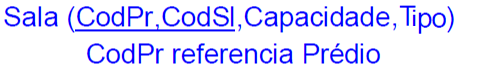 Sala (CodPr,CodSl,Capacidade,Tipo)
CodPr referencia Prédio